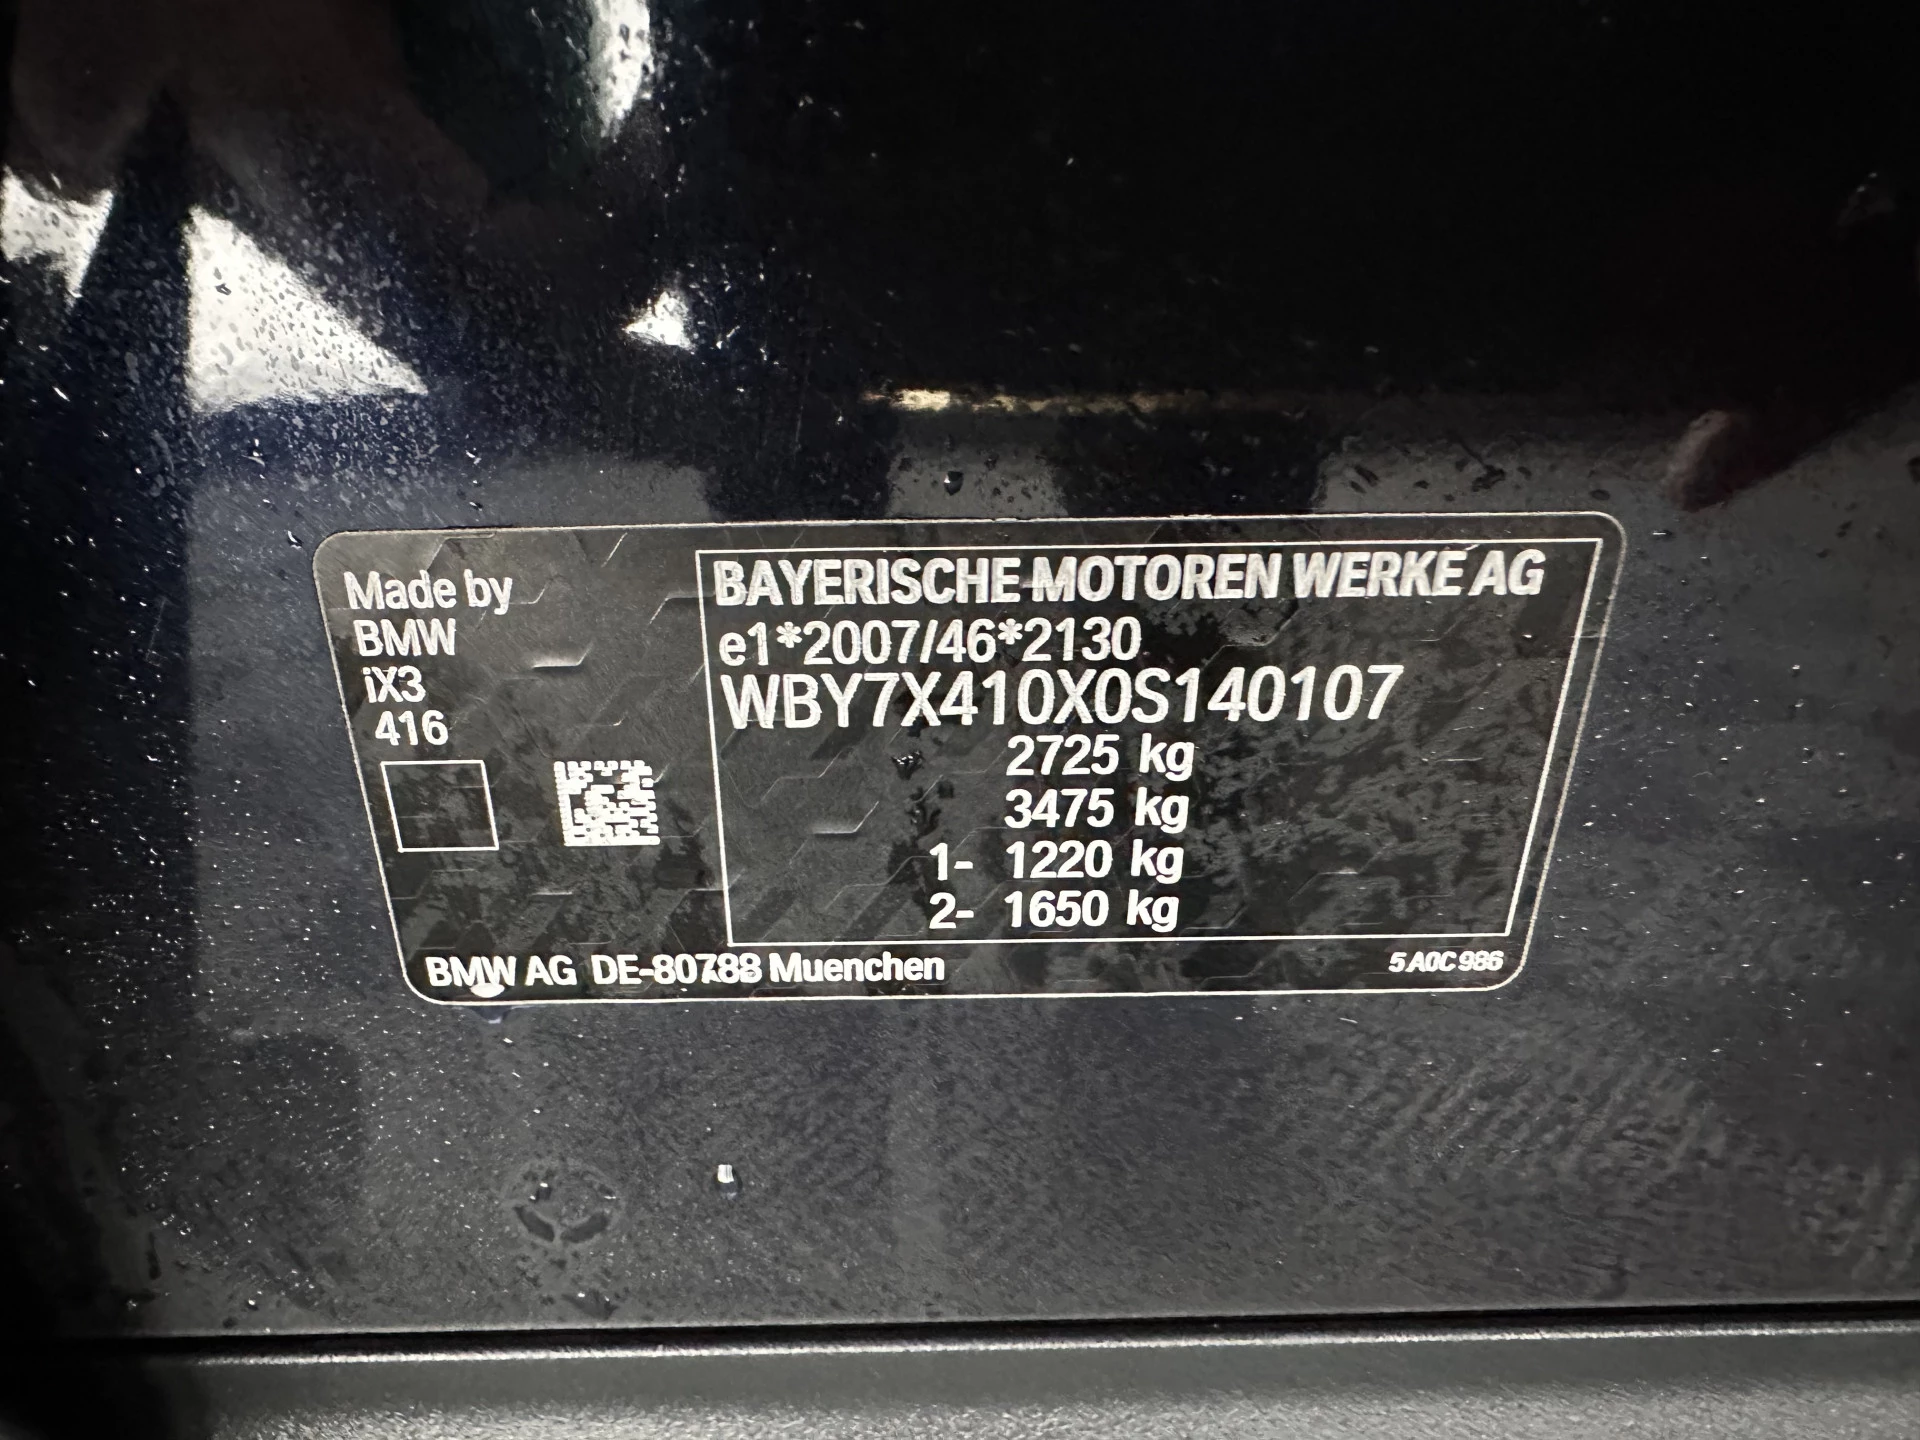 Made by
BMW
iX3
416
BAYERISCHE MOTOREN WERKE AG
e1*2007/46*2130
WBY7X410X0S140107
2725 kg
3475 kg
1- 1220 kg
2- 1650 kg
BMW AG DE-80788 Muenchen
5 A0C 986